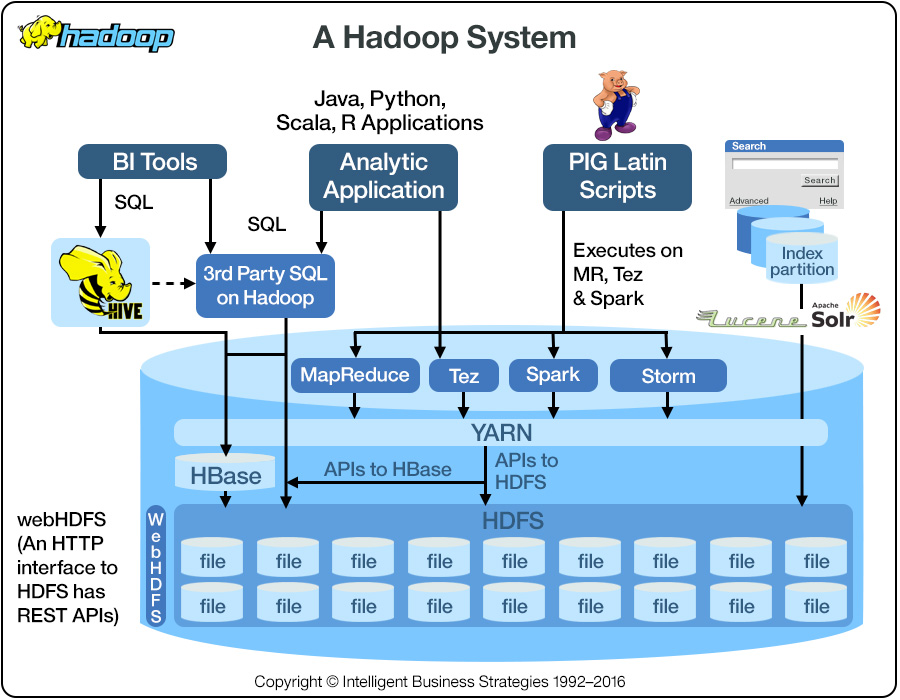 hadoop
A Hadoop System
Java, Python,
Scala, R Applications
BI Tools
Analytic
Application
PIG Latin
Scripts
Search
Search
Advanced
Help
SQL
SQL
Index
partition
HIVE
3rd Party SQL
on Hadoop
Executes on
MR, Tez
& Spark
Lucene
Apache
Solr
MapReduce
Tez
Spark
Storm
YARN
HBase
APIs to HBase
APIs to
HDFS
webHDFS
(An HTTP
interface to
HDFS has
REST APIs)
WebHDFS
HDFS
file file file file file file file file file
file file file file file file file file file
Copyright © Intelligent Business Strategies 1992–2016